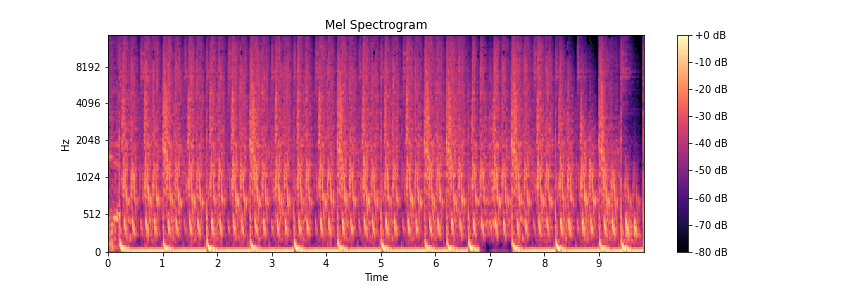 Mel Spectrogram
Hz
8192
4096
2048
1024
512
0
0
1
2
3
4
5
6
7
8
9
Time
+0 dB
-10 dB
-20 dB
-30 dB
-40 dB
-50 dB
-60 dB
-70 dB
-80 dB